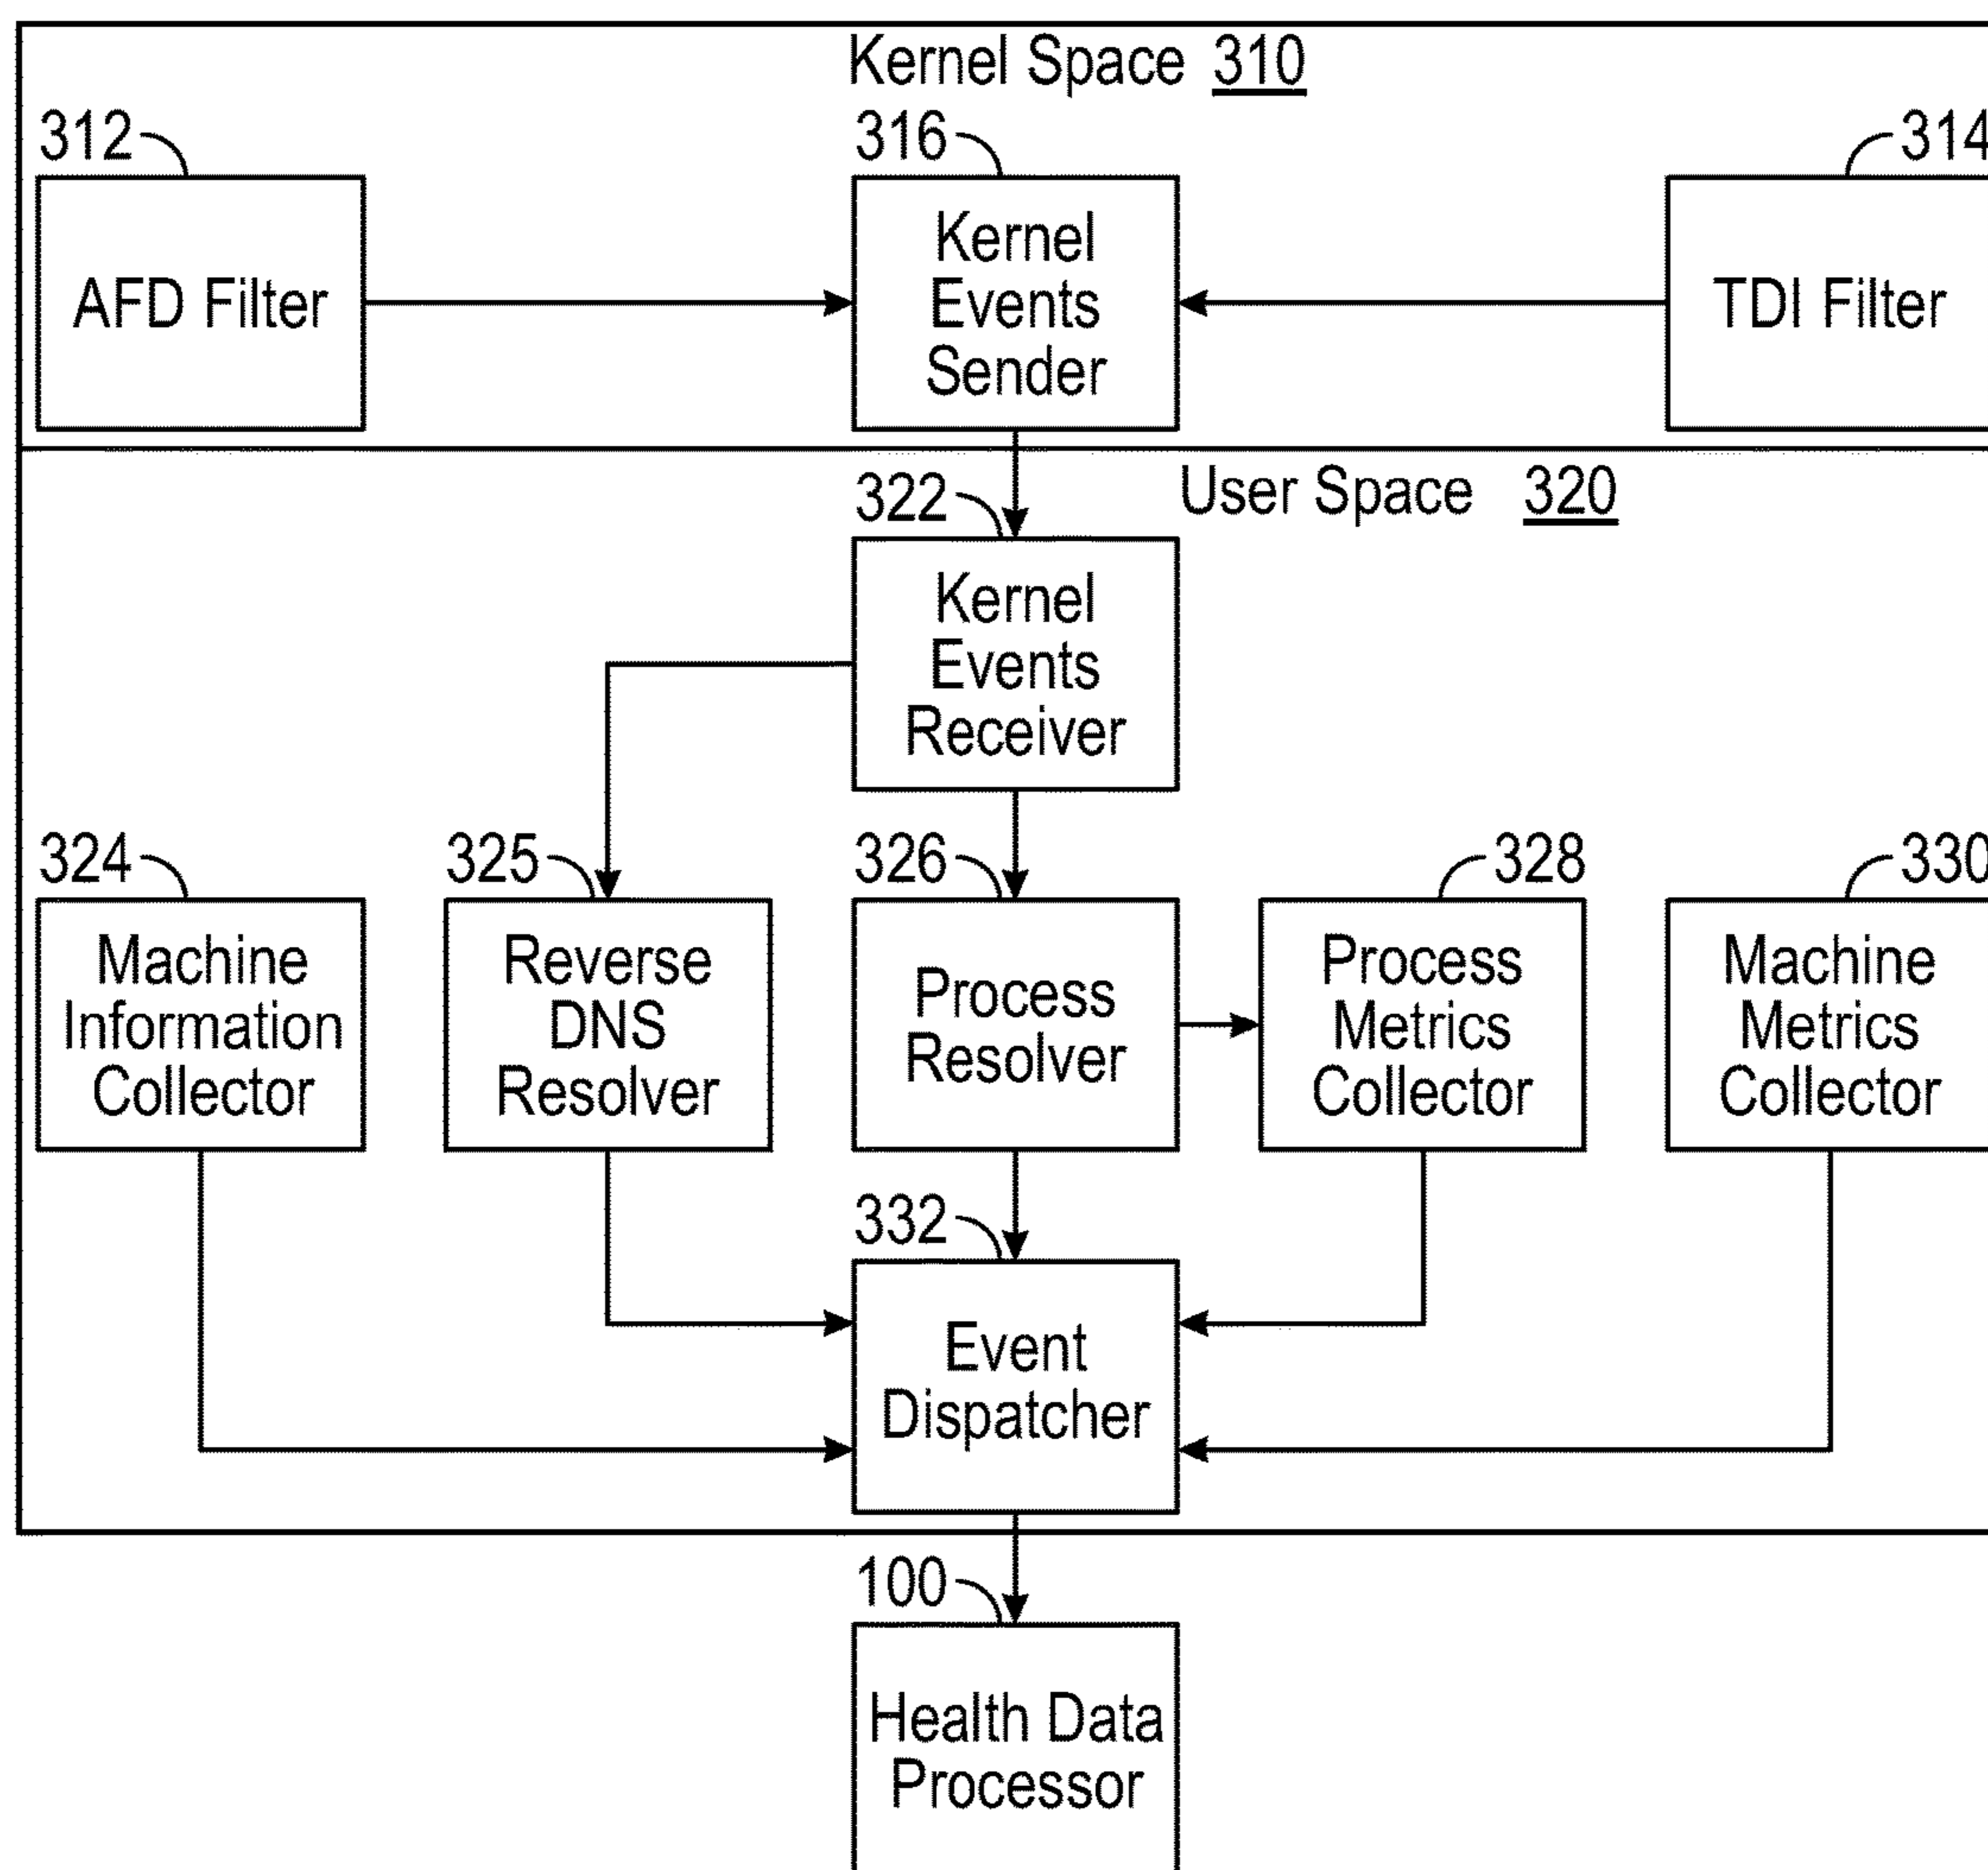 Kernel Space 310
312
316
314
AFD Filter
Kernel
Events
Sender
TDI Filter
User Space 320
322
Kernel
Events
Receiver
324
325
326
328
330
Machine
Information
Collector
Reverse
DNS
Resolver
Process
Resolver
Process
Metrics
Collector
Machine
Metrics
Collector
332
Event
Dispatcher
100
Health Data
Processor